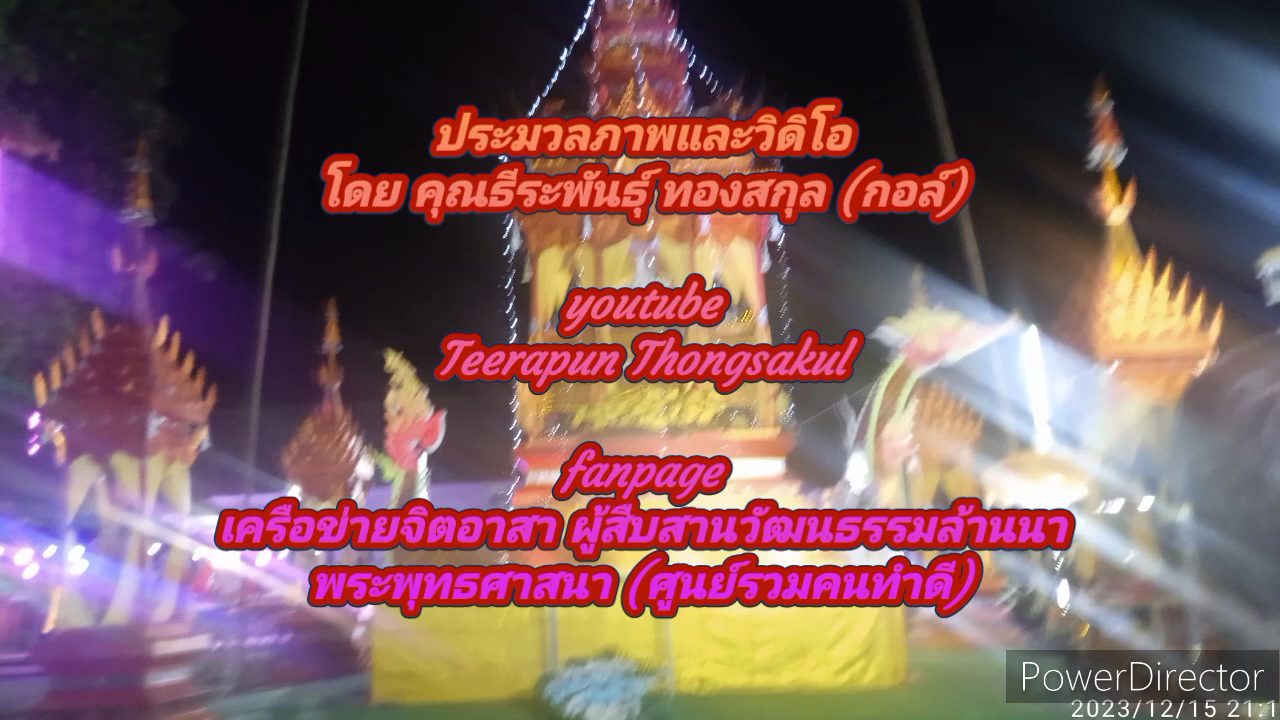 ประมวลภาพและวิดิโอ
โดย คุณธีระพันธุ์ ทองสกุล (กอล์)
youtube
Teerapun Thongsakul
fanpage
เครือข่ายจิตอาสา ผู้สืบสานวัฒนธรรมล้านนา
พระพุทธศาสนา (ศูนย์รวมคนทำดี)
PowerDirector
2023/12/15 21:1